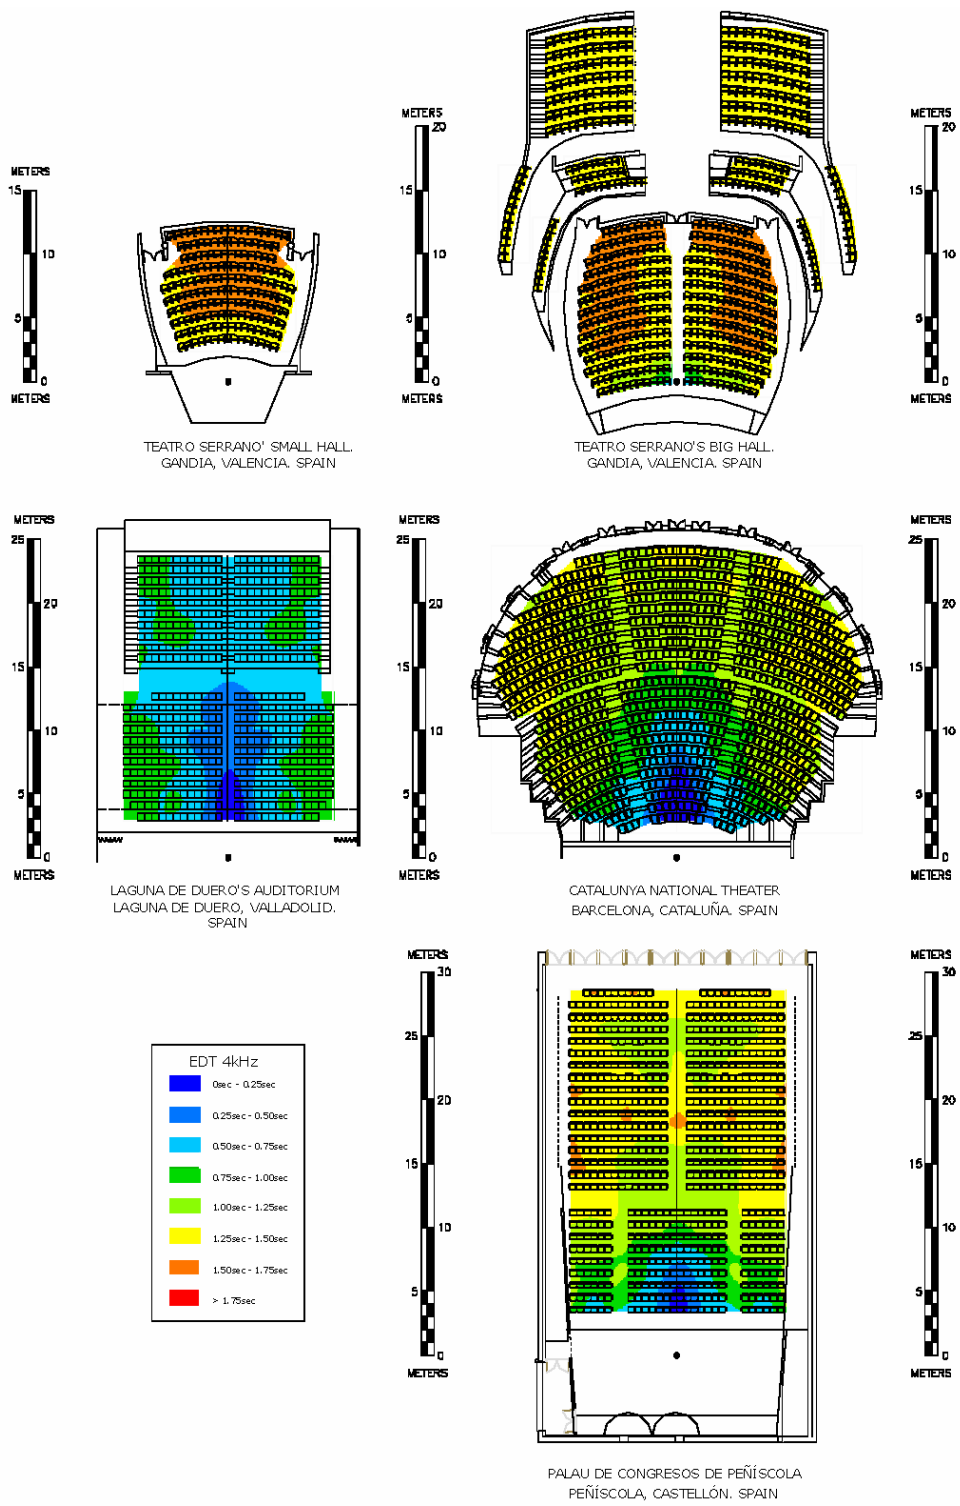 METERS
20
15
10
5
0
METERS
METERS
20
15
10
5
0
METERS
METERS
15
10
5
0
METERS
TEATRO SERRANO' SMALL HALL.
GANDIA, VALENCIA. SPAIN
TEATRO SERRANO'S BIG HALL.
GANDIA, VALENCIA. SPAIN
METERS
25
20
15
10
5
0
METERS
METERS
25
20
15
10
5
0
METERS
METERS
25
20
15
10
5
0
METERS
LAGUNA DE DUERO'S AUDITORIUM
LAGUNA DE DUERO, VALLADOLID.
SPAIN
CATALUNYA NATIONAL THEATER
BARCELONA, CATALUÑA. SPAIN
METERS
30
25
20
15
10
5
0
METERS
METERS
30
25
20
15
10
5
0
METERS
EDT 4kHz
0sec - 0.25sec
0.25sec - 0.50sec
0.50sec - 0.75sec
0.75sec - 1.00sec
1.00sec - 1.25sec
1.25sec - 1.50sec
1.50sec - 1.75sec
> 1.75sec
PALAU DE CONGRESOS DE PEÑÍSCOLA
PEÑÍSCOLA, CASTELLÓN. SPAIN